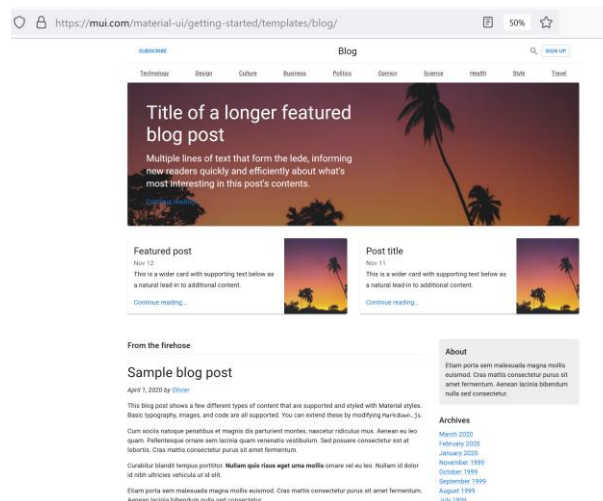 https://mui.com/material-ui/getting-started/templates/blog/
50%
SUBSCRIBE
Blog
SIGN UP
Technology Design Culture Business Politics Opinion Science Health Style Travel
Title of a longer featured
blog post
Multiple lines of text that form the lede, informing
new readers quickly and efficiently about what's
most interesting in this post's contents.
Continue reading…
Featured post
Nov 12
This is a wider card with supporting text below as
a natural lead-in to additional content.
Continue reading...
Post title
Nov 11
This is a wider card with supporting text below as
a natural lead-in to additional content.
Continue reading...
From the firehose
Sample blog post
April 1, 2020 by Olivier
This blog post shows a few different types of content that are supported and styled with Material styles.
Basic typography, images, and code are all supported. You can extend these by modifying Markdown.js.
Cum sociis natoque penatibus et magnis dis parturient montes, nascetur ridiculus mus. Aenean eu leo
quam. Pellentesque ornare sem lacinia quam venenatis vestibulum. Sed posuere consectetur est at
lobortis. Cras mattis consectetur purus sit amet fermentum.
Curabitur blandit tempus porttitor. Nullam quis risus eget urna mollis ornare vel eu leo. Nullam id dolor
id nibh ultricies vehicula ut id elit.
Etiam porta sem malesuada magna mollis euismod. Cras mattis consectetur purus sit amet fermentum.
Aenean lacinia bibendum nulla sed consectetur.
About
Etiam porta sem malesuada magna mollis
euismod. Cras mattis consectetur purus sit
amet fermentum. Aenean lacinia bibendum
nulla sed consectetur.
Archives
March 2020
February 2020
January 2020
November 1999
October 1999
September 1999
August 1999
July 1999